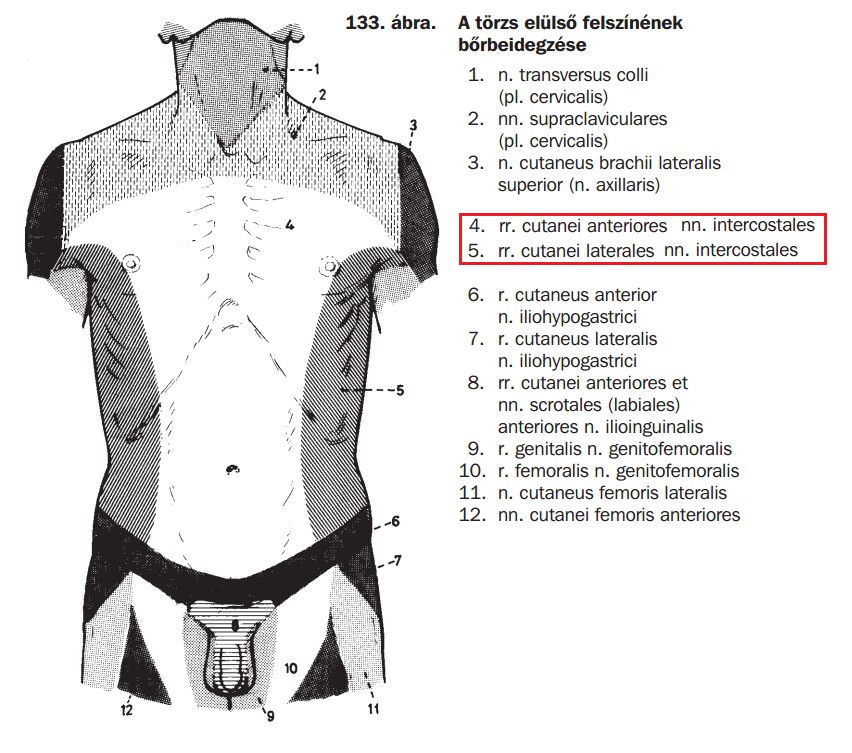 133. ábra. A törzs elülső felszínének
bőrbeidegzése
1. n. transversus colli
(pl. cervicalis)
2. nn. supraclaviculares
(pl. cervicalis)
3. n. cutaneus brachii lateralis
superior (n. axillaris)
4. rr. cutanei anteriores nn. intercostales
5. rr. cutanei laterales nn. intercostales
6. r. cutaneus anterior
n. iliohypogastrici
7. r. cutaneus lateralis
n. iliohypogastrici
8. rr. cutanei anteriores et
nn. scrotales (labiales)
anteriores n. ilioinguinalis
9. r. genitalis n. genitofemoralis
10. r. femoralis n. genitofemoralis
11. n. cutaneus femoris lateralis
12. nn. cutanei femoris anteriores
1
2
3
4
5
6
7
8
10
12
9
11